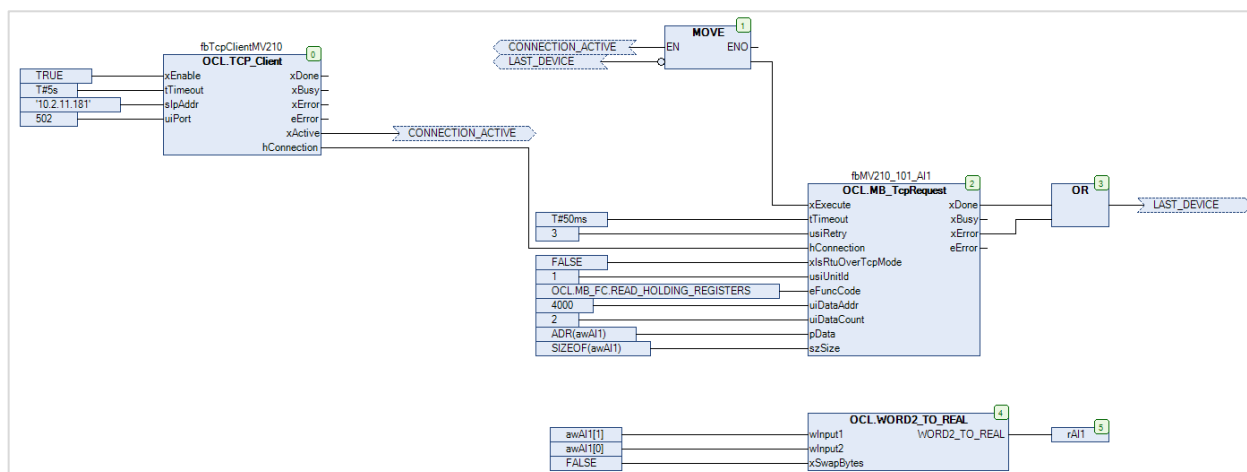 fbTcpClientMV210
0
OCL.TCP_Client
TRUE xEnable xDone
T#5s tTimeout xBusy
'10.2.11.181' sIpAddr xError
502 uiPort eError
xActive CONNECTION_ACTIVE
hConnection
1
MOVE
CONNECTION_ACTIVE EN ENO
LAST_DEVICE
fbMV210_101_AI1
2
OCL.MB_TcpRequest
xExecute xDone
T#50ms tTimeout xBusy
3 usiRetry xError
hConnection eError
FALSE xIsRtuOverTcpMode
1 usiUnitId
OCL.MB_FC.READ_HOLDING_REGISTERS eFuncCode
4000 uiDataAddr
2 uiDataCount
ADR(awAI1) pData
SIZEOF(awAI1) szSize
3
OR
LAST_DEVICE
4
OCL.WORD2_TO_REAL
awAI1[1] wInput1 WORD2_TO_REAL
awAI1[0] wInput2
FALSE xSwapBytes
5
rAI1